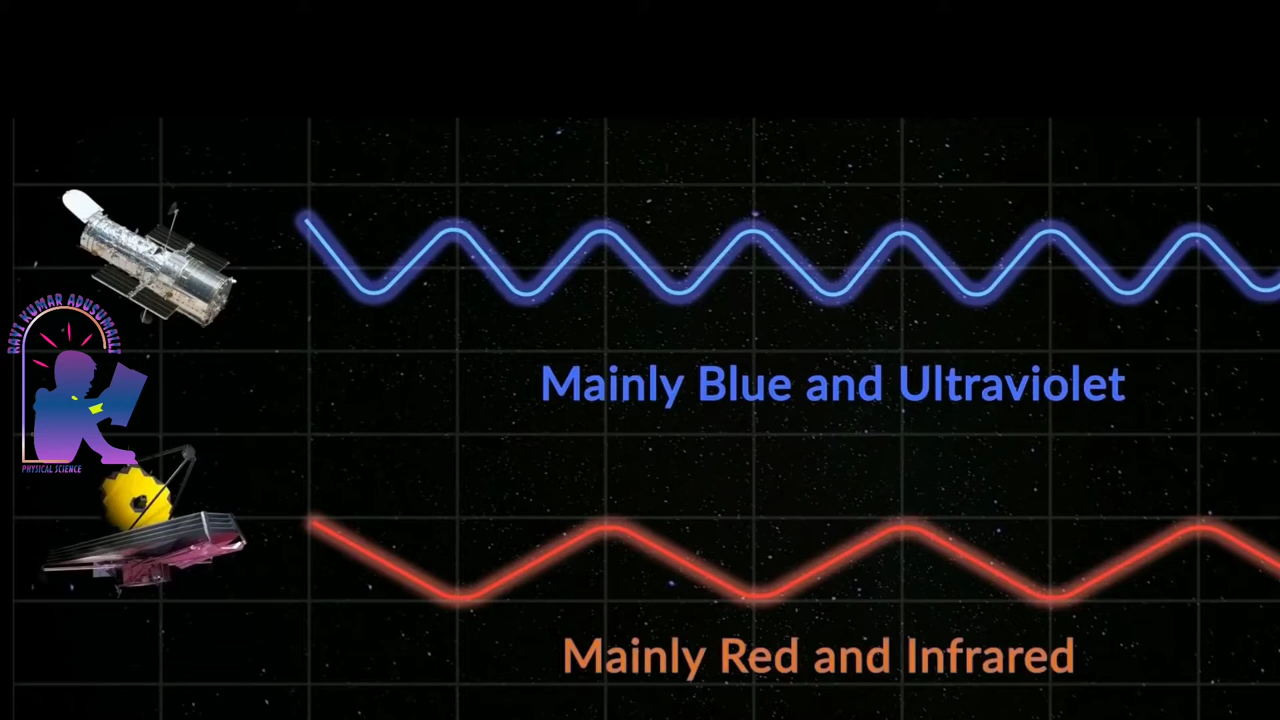 RAVI KUMAR ADUSUMALLI
PHYSICAL SCIENCE
Mainly Blue and Ultraviolet
Mainly Red and Infrared